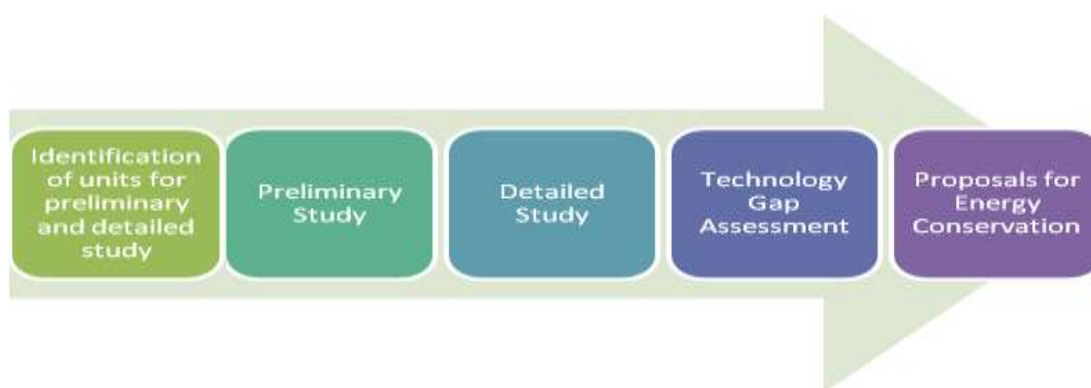 Identification
of units for
preliminary
and detailed
study
Preliminary
Study
Detailed
Study
Technology
Gap
Assessment
Proposals for
Energy
Conservation